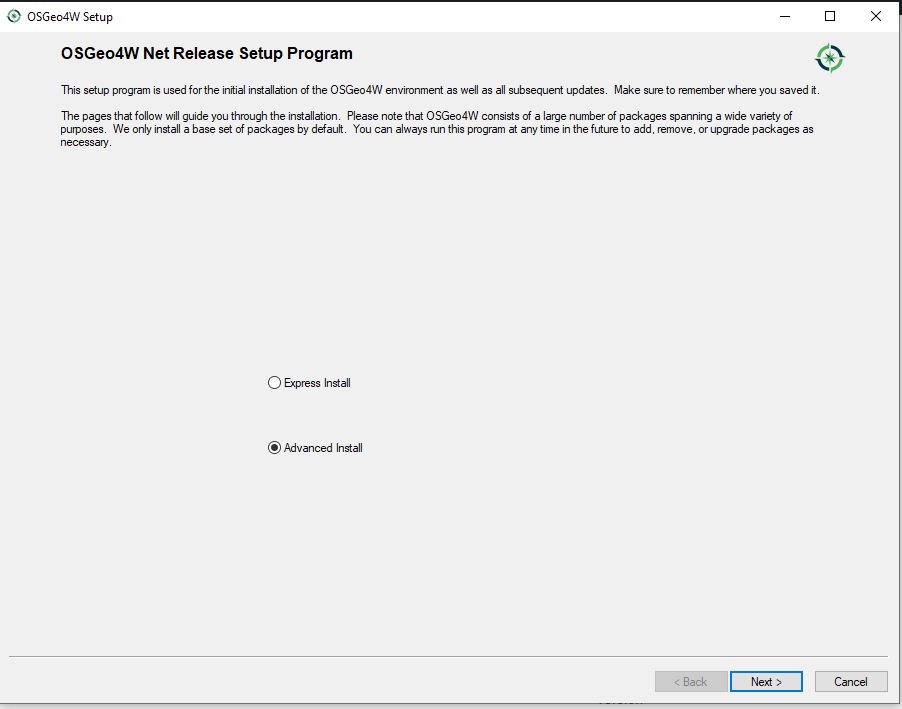 OSGeo4W Setup
OSGeo4W Net Release Setup Program
This setup program is used for the initial installation of the OSGeo4W environment as well as all subsequent updates.  Make sure to remember where you saved it.
The pages that follow will guide you through the installation.  Please note that OSGeo4W consists of a large number of packages spanning a wide variety of
purposes.  We only install a base set of packages by default.  You can always run this program at any time in the future to add, remove, or upgrade packages as
necessary.
Express Install
Advanced Install
< Back
Next >
Cancel